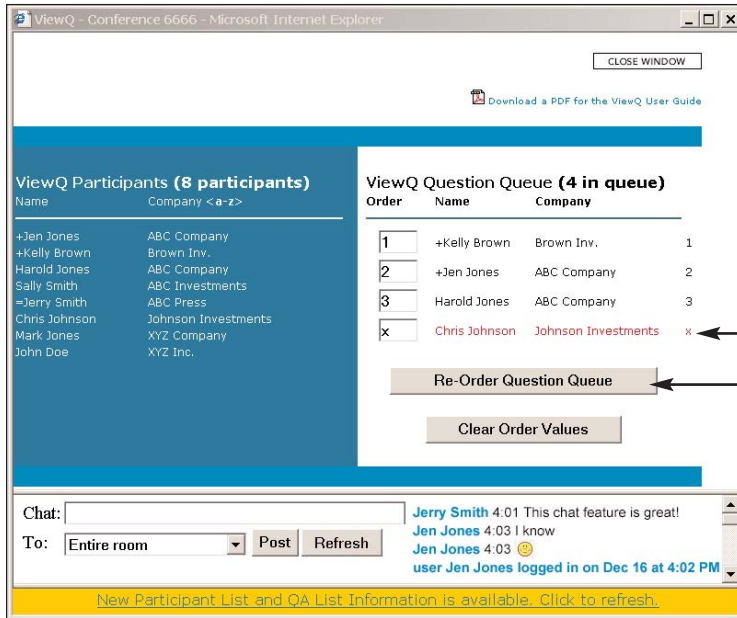 ViewQ - Conference 6666 - Microsoft Internet Explorer
CLOSE WINDOW
Download a PDF for the ViewQ User Guide
ViewQ Participants (8 participants)
Name Company <a-z>
+Jen Jones ABC Company
+Kelly Brown Brown Inv.
Harold Jones ABC Company
Sally Smith ABC Investments
=Jerry Smith ABC Press
Chris Johnson Johnson Investments
Mark Jones XYZ Company
John Doe XYZ Inc.
ViewQ Question Queue (4 in queue)
Order Name Company
1 +Kelly Brown Brown Inv. 1
2 +Jen Jones ABC Company 2
3 Harold Jones ABC Company 3
x Chris Johnson Johnson Investments x
Re-Order Question Queue
Clear Order Values
Chat:
To: Entire room Post Refresh
Jerry Smith 4:01 This chat feature is great!
Jen Jones 4:03 I know
Jen Jones 4:03
user Jen Jones logged in on Dec 16 at 4:02 PM
New Participant List and QA List Information is available. Click to refresh.